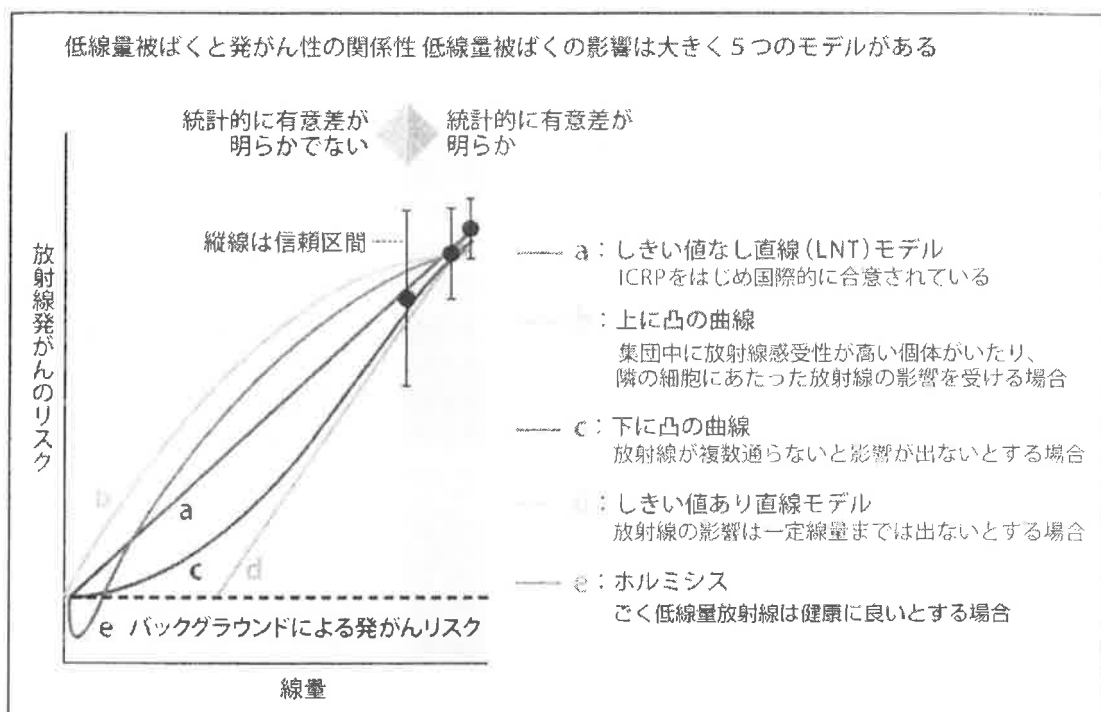 低線量被ばくと発がん性の関係性 低線量被ばくの影響は大きく5つのモデルがある
統計的に有意差が
明らかでない
統計的に有意差が
明らか
縦線は信頼区間
放射線発がんのリスク
a:しきい値なし直線(LNT)モデル
ICRPをはじめ国際的に合意されている
b:上に凸の曲線
集団中に放射線感受性が高い個体がいたり、
隣の細胞にあたった放射線の影響を受ける場合
c:下に凸の曲線
放射線が複数通らないと影響が出ないとする場合
d:しきい値あり直線モデル
放射線の影響は一定線量までは出ないとする場合
e:ホルミシス
ごく低線量放射線は健康に良いとする場合
b
a
c
d
e バックグラウンドによる発がんリスク
線量